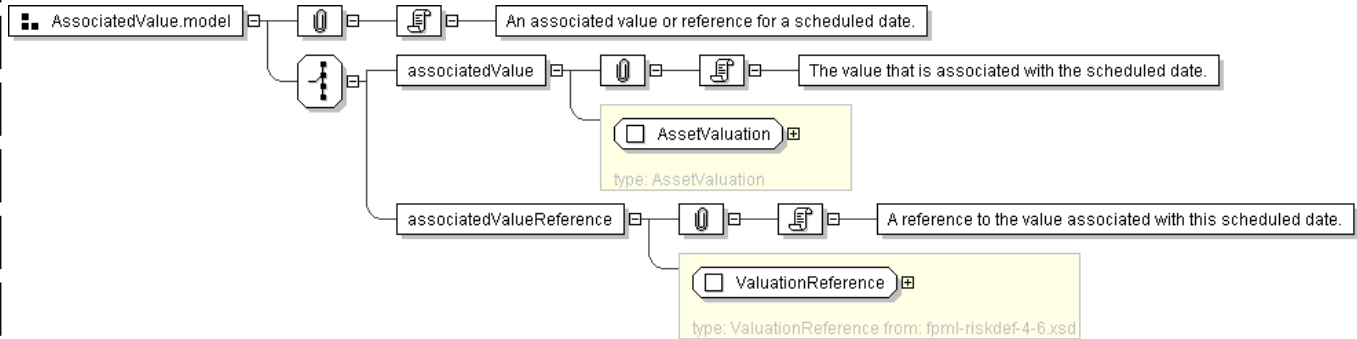 AssociatedValue.model
An associated value or reference for a scheduled date.
associatedValue
The value that is associated with the scheduled date.
AssetValuation
type: AssetValuation
associatedValueReference
A reference to the value associated with this scheduled date.
ValuationReference
type: ValuationReference from: fpml-riskdef-4-6.xsd